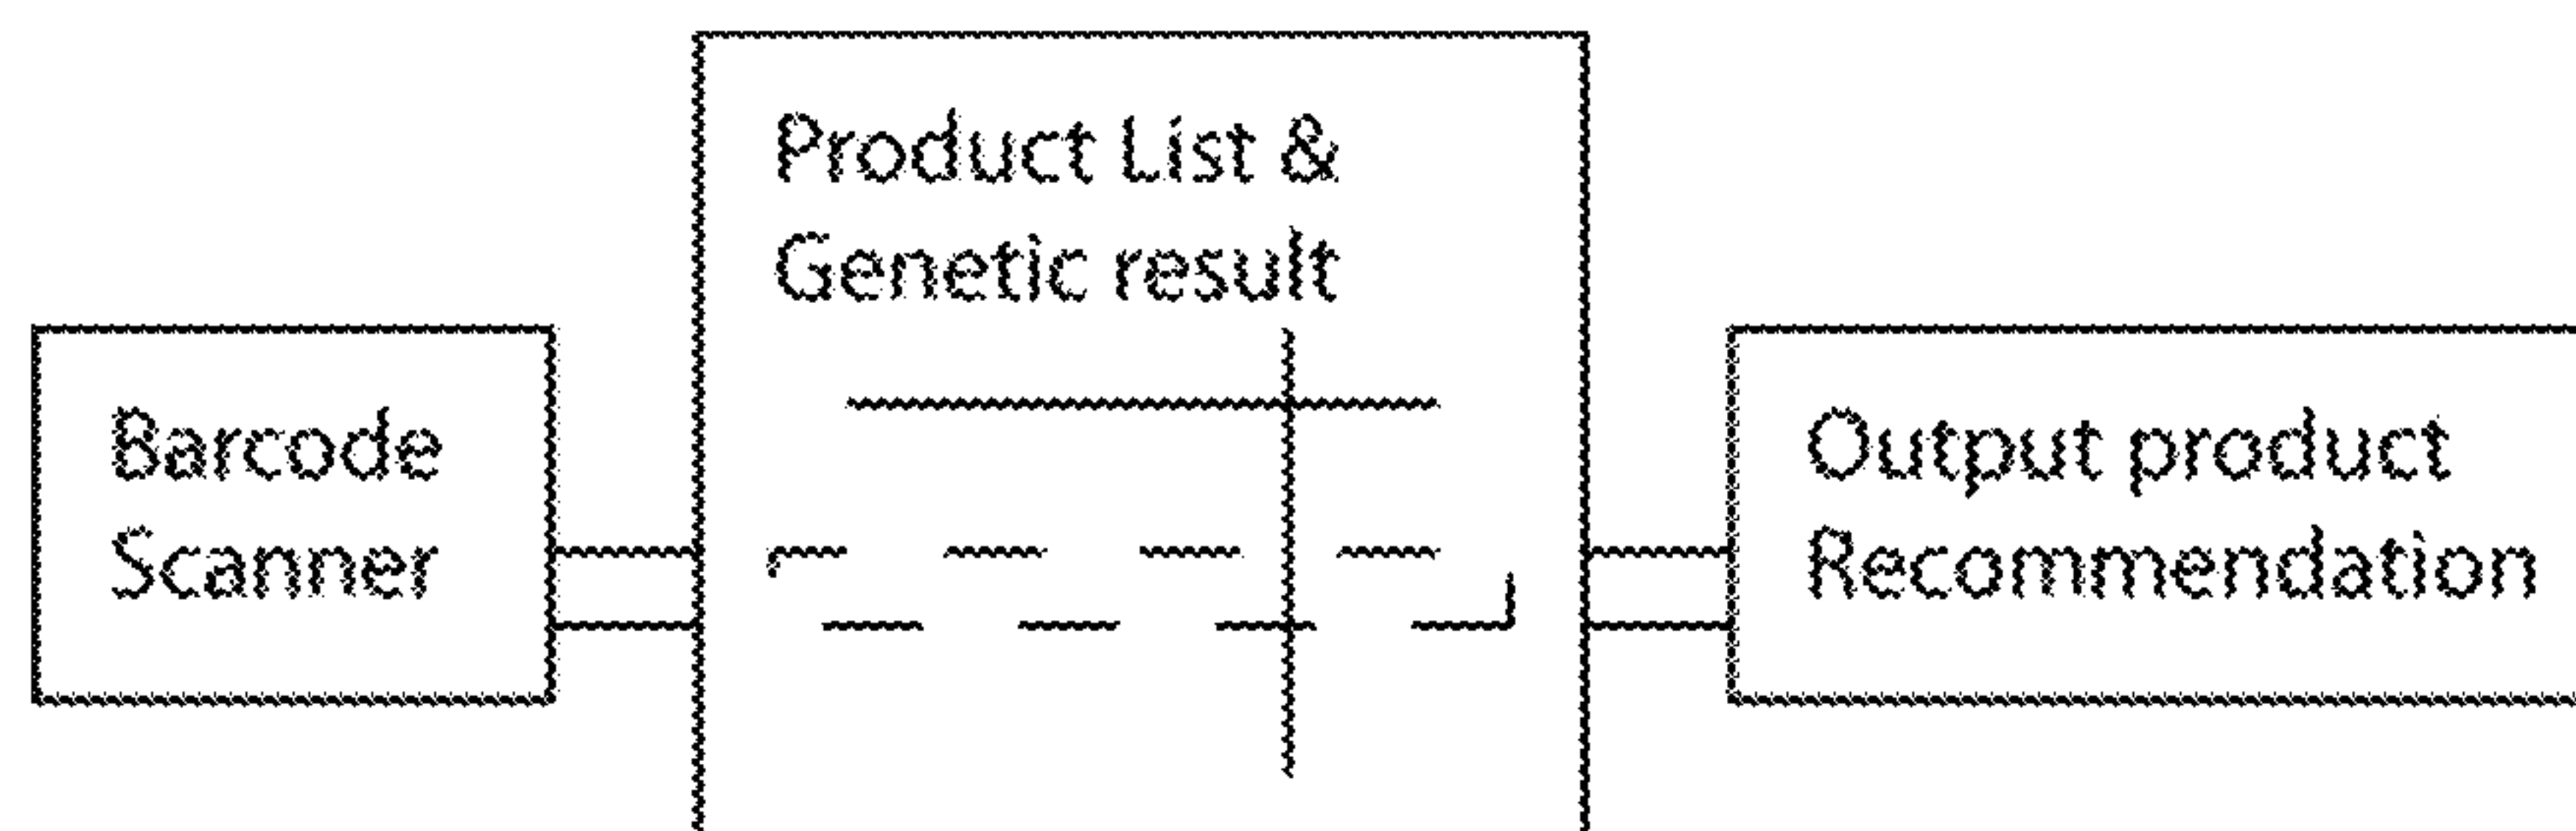 Product List &
Genetic result
Barcode
Scanner
Output product
Recommendation